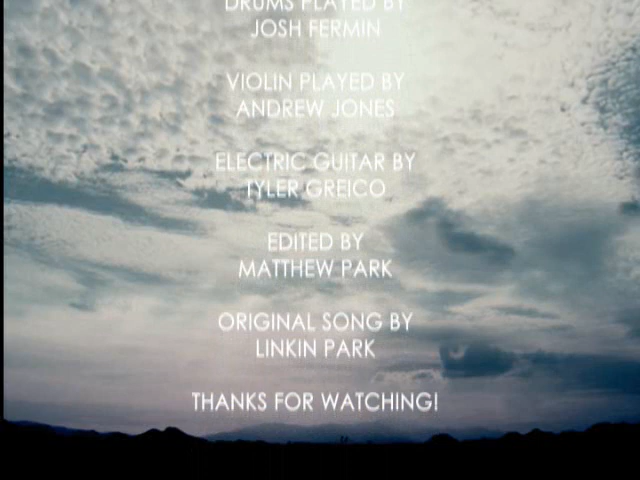 DRUMS PLAYED BY
JOSH FERMIN
VIOLIN PLAYED BY
ANDREW JONES
ELECTRIC GUITAR BY
TYLER GREICO
EDITED BY
MATTHEW PARK
ORIGINAL SONG BY
LINKIN PARK
THANKS FOR WATCHING!